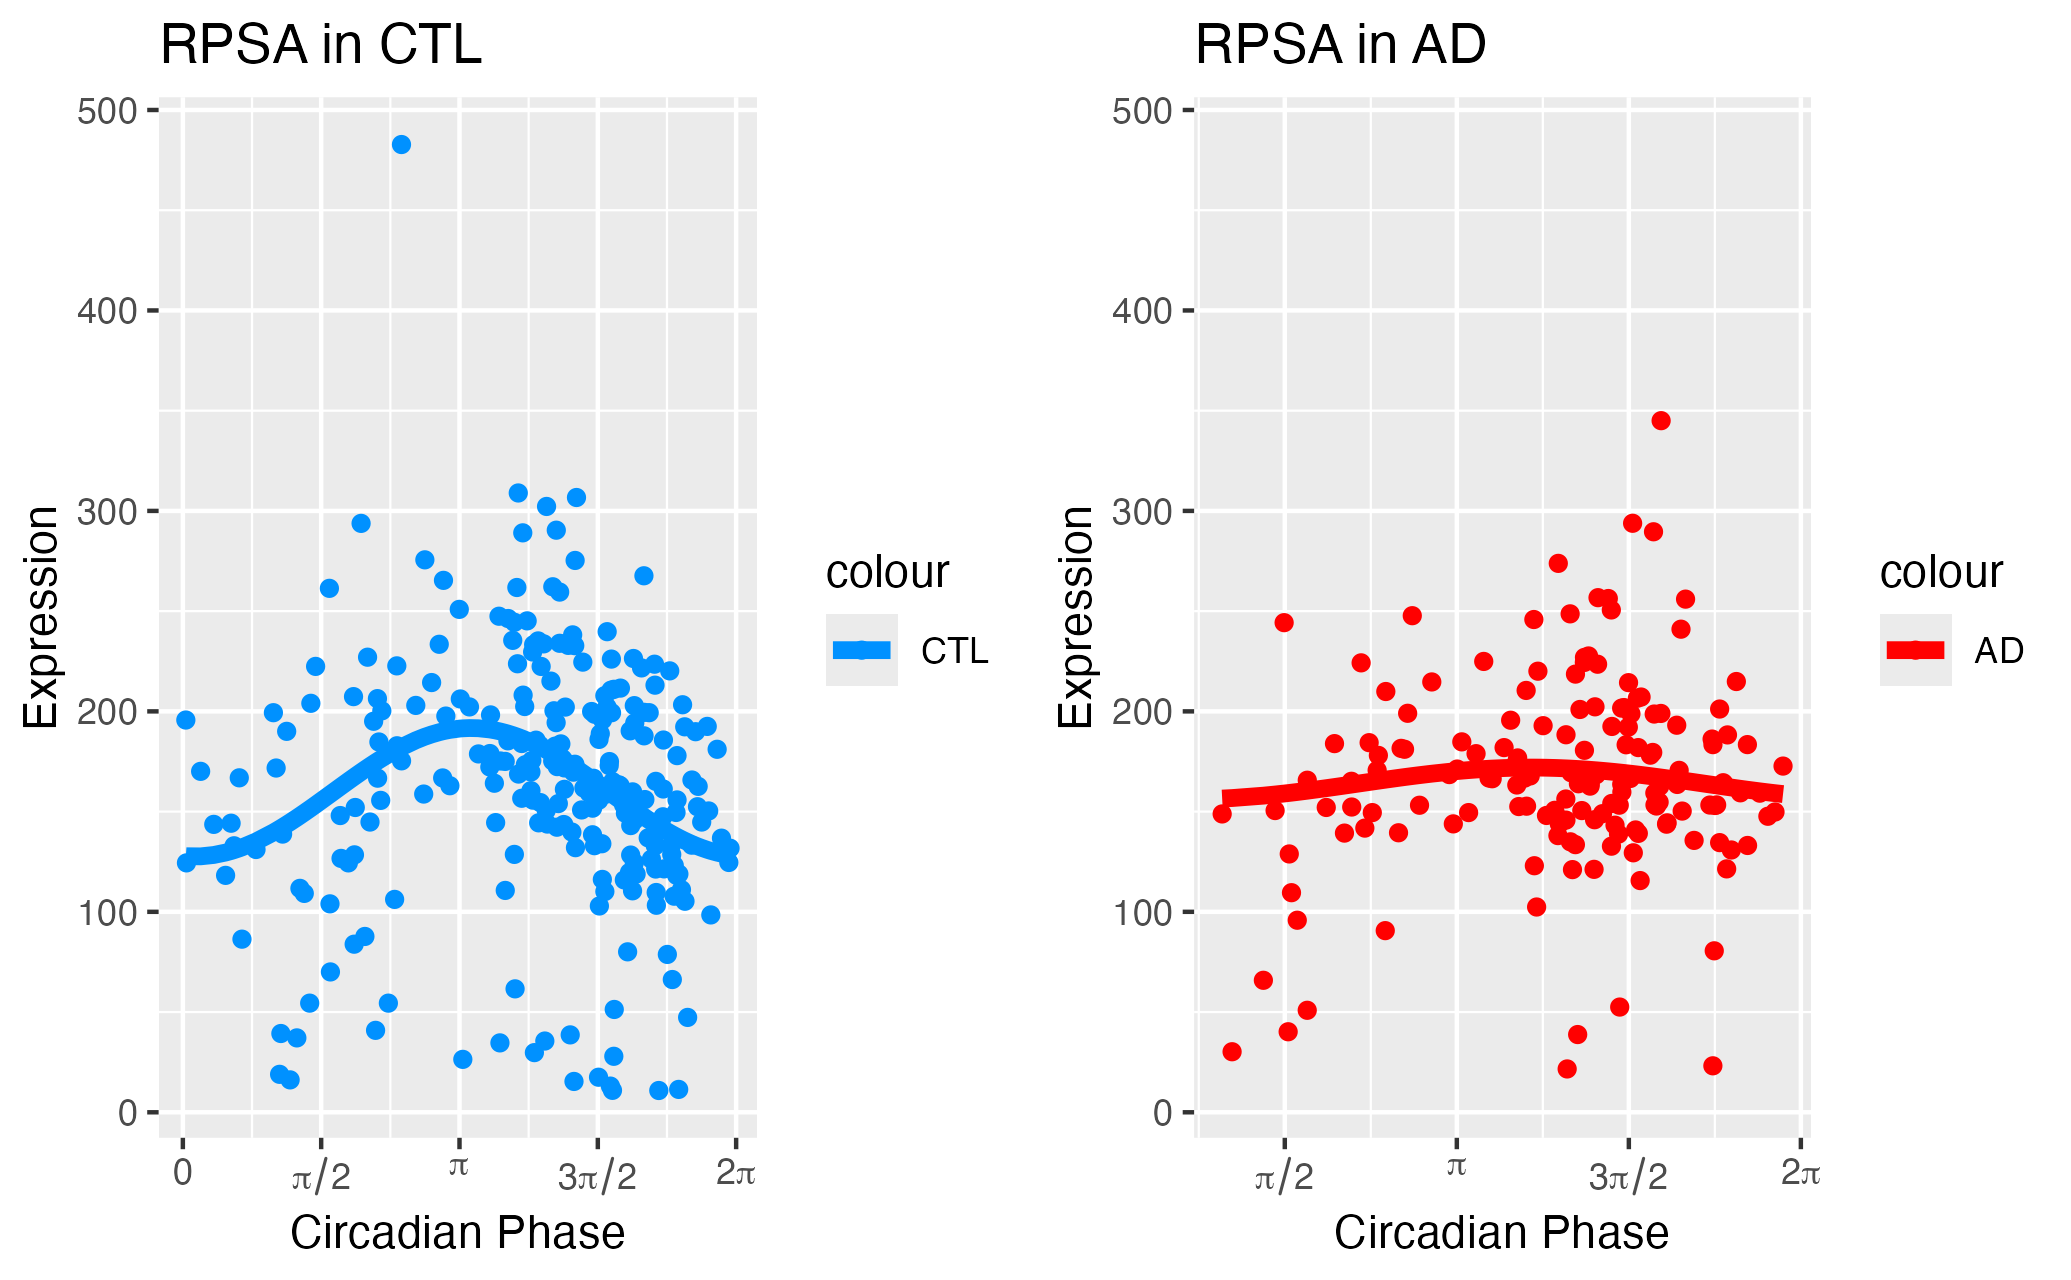 RPSA in CTL
500
400
300
200
100
0
Expression
0 π/2 π 3π/2 2π
Circadian Phase
colour
CTL
RPSA in AD
500
400
300
200
100
0
Expression
π/2 π 3π/2 2π
Circadian Phase
colour
AD